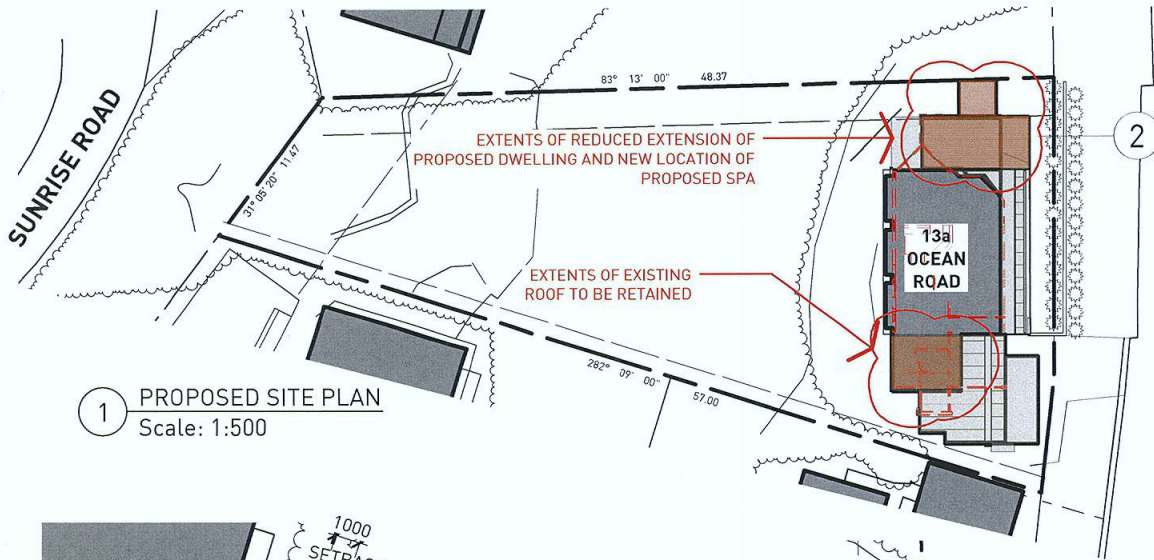 83° 13' 00" 48.37
SUNRISE ROAD
31° 05' 20" 11.47
EXTENTS OF REDUCED EXTENSION OF
PROPOSED DWELLING AND NEW LOCATION OF
PROPOSED SPA
2
13a
OCEAN
ROAD
EXTENTS OF EXISTING
ROOF TO BE RETAINED
282° 09' 00" 57.00
1
PROPOSED SITE PLAN
Scale: 1:500
1000